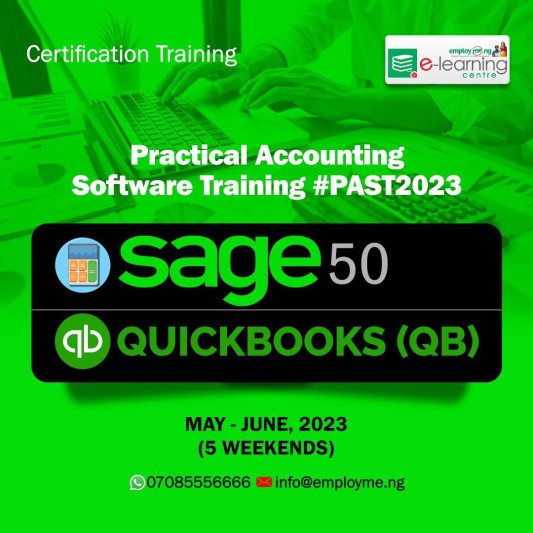 Certification Training
employme.ng
e-learning
centre
Practical Accounting
Software Training #PAST2023
sage 50
qb QUICKBOOKS (QB)
MAY - JUNE, 2023
(5 WEEKENDS)
07085556666 info@employme.ng